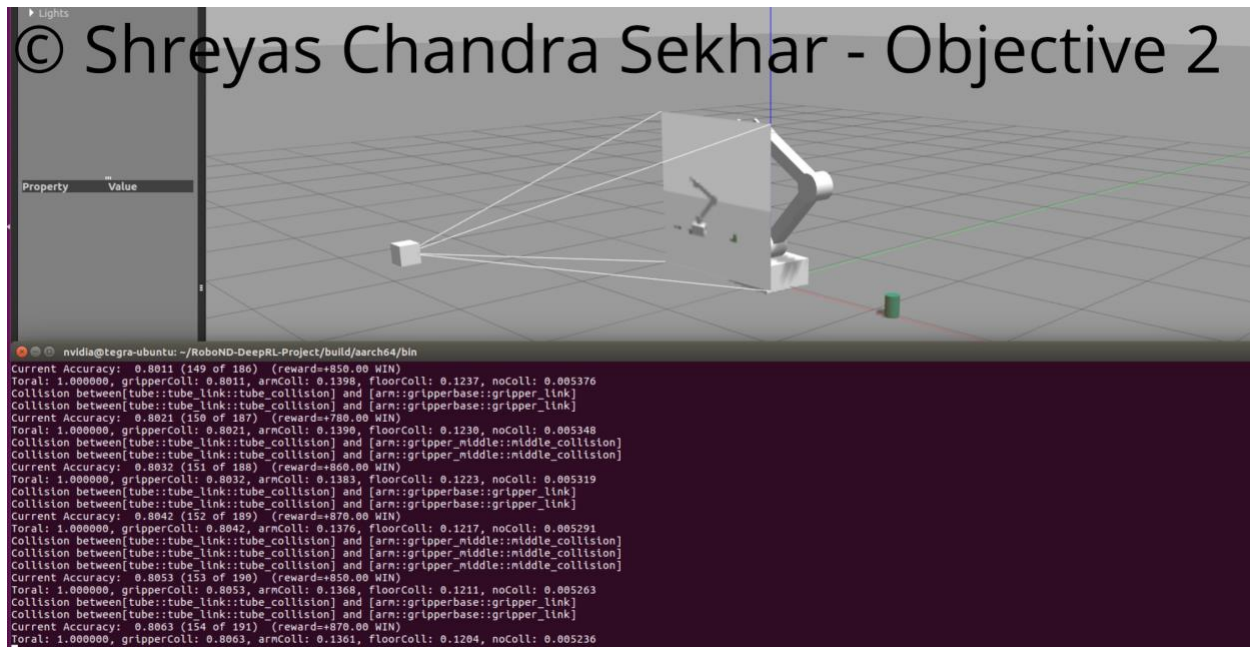 Lights
© Shreyas Chandra Sekhar - Objective 2
Property Value
nvidia@tegra-ubuntu: ~/RoboND-DeepRL-Project/build/aarch64/bin
Current Accuracy:  0.8011 (149 of 186)  (reward=+850.00 WIN)
Toral: 1.000000, gripperColl: 0.8011, armColl: 0.1398, floorColl: 0.1237, noColl: 0.005376
Collision between[tube::tube_link::tube_collision] and [arm::gripperbase::gripper_link]
Collision between[tube::tube_link::tube_collision] and [arm::gripperbase::gripper_link]
Current Accuracy:  0.8021 (150 of 187)  (reward=+780.00 WIN)
Toral: 1.000000, gripperColl: 0.8021, armColl: 0.1390, floorColl: 0.1230, noColl: 0.005348
Collision between[tube::tube_link::tube_collision] and [arm::gripper_middle::middle_collision]
Collision between[tube::tube_link::tube_collision] and [arm::gripper_middle::middle_collision]
Current Accuracy:  0.8032 (151 of 188)  (reward=+860.00 WIN)
Toral: 1.000000, gripperColl: 0.8032, armColl: 0.1383, floorColl: 0.1223, noColl: 0.005319
Collision between[tube::tube_link::tube_collision] and [arm::gripperbase::gripper_link]
Collision between[tube::tube_link::tube_collision] and [arm::gripperbase::gripper_link]
Current Accuracy:  0.8042 (152 of 189)  (reward=+870.00 WIN)
Toral: 1.000000, gripperColl: 0.8042, armColl: 0.1376, floorColl: 0.1217, noColl: 0.005291
Collision between[tube::tube_link::tube_collision] and [arm::gripper_middle::middle_collision]
Collision between[tube::tube_link::tube_collision] and [arm::gripper_middle::middle_collision]
Collision between[tube::tube_link::tube_collision] and [arm::gripper_middle::middle_collision]
Current Accuracy:  0.8053 (153 of 190)  (reward=+850.00 WIN)
Toral: 1.000000, gripperColl: 0.8053, armColl: 0.1368, floorColl: 0.1211, noColl: 0.005263
Collision between[tube::tube_link::tube_collision] and [arm::gripperbase::gripper_link]
Collision between[tube::tube_link::tube_collision] and [arm::gripperbase::gripper_link]
Current Accuracy:  0.8063 (154 of 191)  (reward=+870.00 WIN)
Toral: 1.000000, gripperColl: 0.8063, armColl: 0.1361, floorColl: 0.1204, noColl: 0.005236